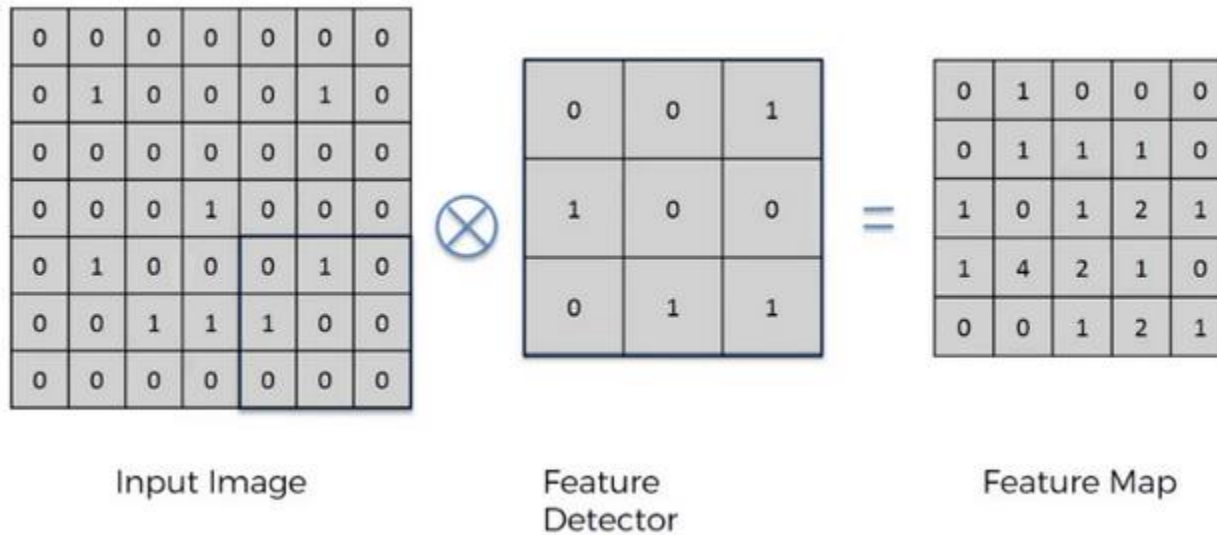 0 0 0 0 0 0 0
0 1 0 0 0 1 0
0 0 0 0 0 0 0
0 0 0 1 0 0 0
0 1 0 0 0 1 0
0 0 1 1 1 0 0
0 0 0 0 0 0 0
Input Image
0 0 1
1 0 0
0 1 1
Feature
Detector
=
0 1 0 0 0
0 1 1 1 0
1 0 1 2 1
1 4 2 1 0
0 0 1 2 1
Feature Map